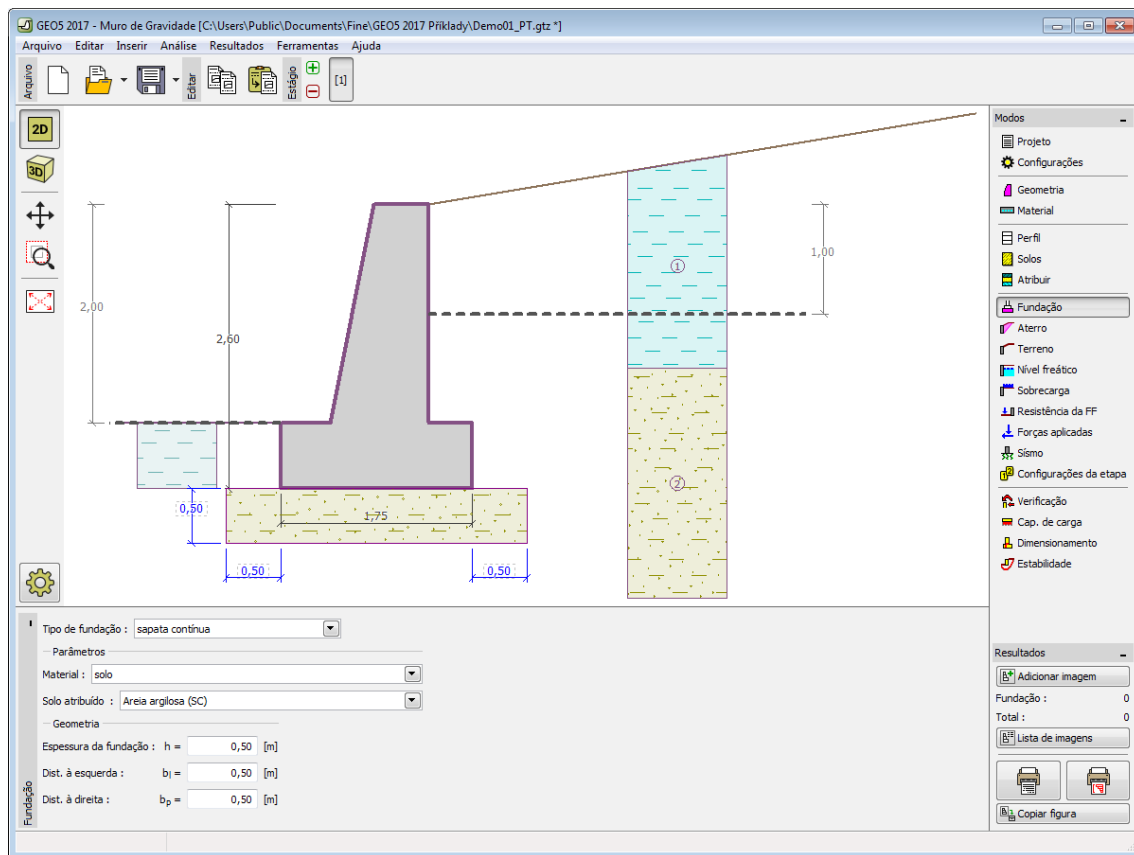 GEO5 2017 - Muro de Gravidade [C:\Users\Public\Documents\Fine\GEO5 2017 Příklady\Demo01_PT.gtz *]
Arquivo Editar Inserir Análise Resultados Ferramentas Ajuda
Arquivo
Editar
Estágio
[1]
2D
3D
2,00
2,60
1,00
1
2
0,50
1,75
0,50
0,50
Modos
Projeto
Configurações
Geometria
Material
Perfil
Solos
Atribuir
Fundação
Aterro
Terreno
Nível freático
Sobrecarga
Resistência da FF
Forças aplicadas
Sísmo
Configurações da etapa
Verificação
Cap. de carga
Dimensionamento
Estabilidade
Resultados
Adicionar imagem
Fundação : 0
Total : 0
Lista de imagens
Copiar figura
Fundação
Tipo de fundação : sapata contínua
Parâmetros
Material : solo
Solo atribuído : Areia argilosa (SC)
Geometria
Espessura da fundação : h = 0,50 [m]
Dist. à esquerda : bl = 0,50 [m]
Dist. à direita : bp = 0,50 [m]